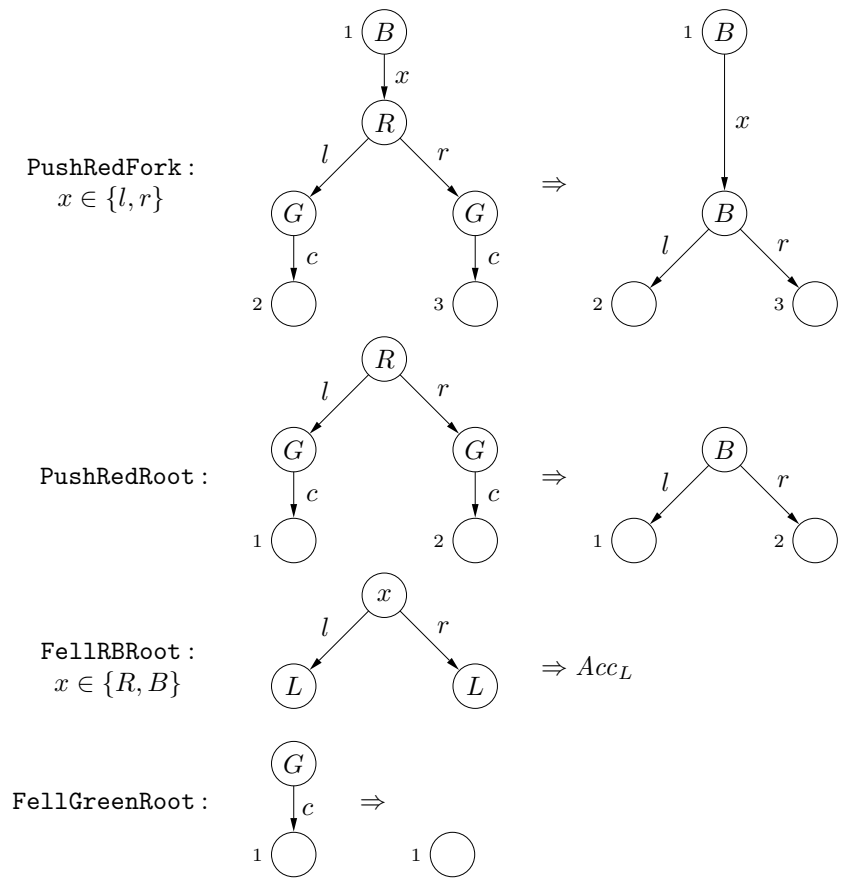 1 B 1 B
x
R x
l r
PushRedFork :
x ∈ {l, r}
⇒
G G B
c c l r
2 3 2 3
R
l r
G G B
PushRedRoot : c c ⇒ l r
1 2 1 2
x
l r
FellRBRoot :
x ∈ {R, B}
L L ⇒ Acc_L
G
FellGreenRoot : c ⇒
1 1